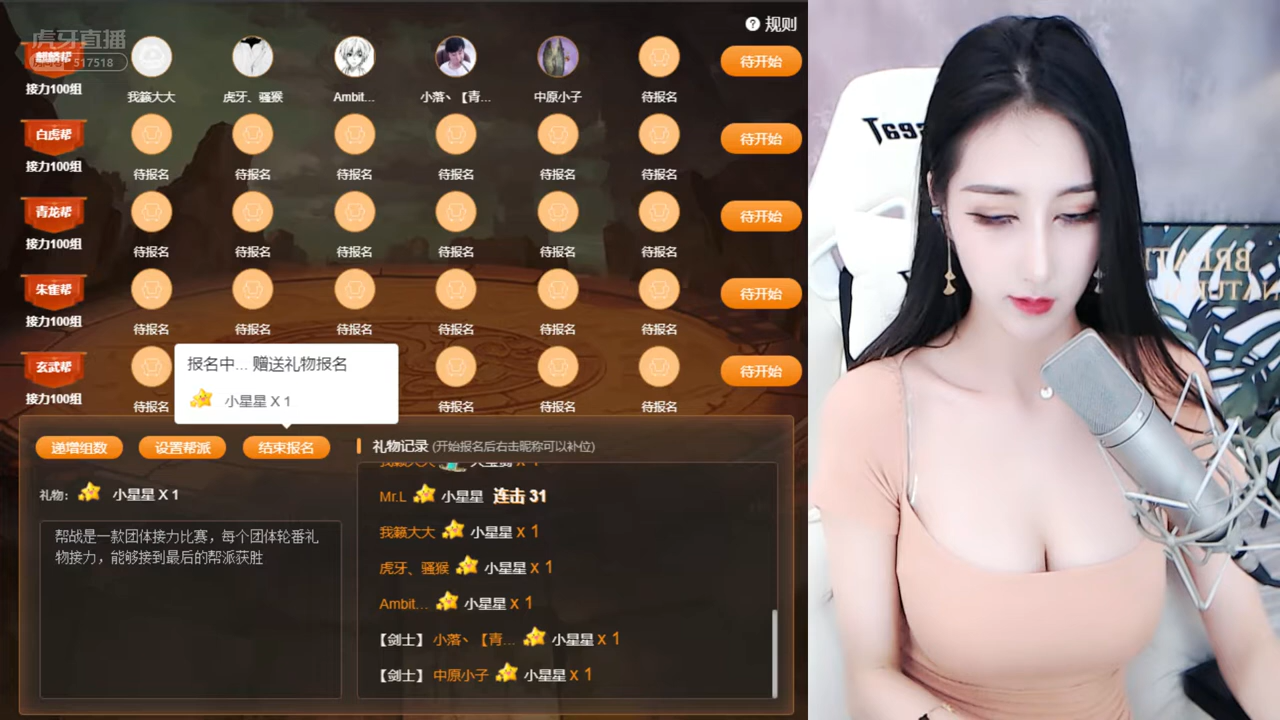 虎牙直播
517518
规则
麒麟帮
接力100组
我籁大大
虎牙、骚猴
Ambit...
小落丶【青...
中原小子
待报名
待开始
白虎帮
接力100组
待报名
待报名
待报名
待报名
待报名
待报名
待开始
青龙帮
接力100组
待报名
待报名
待报名
待报名
待报名
待报名
待开始
朱雀帮
接力100组
待报名
待报名
待报名
待报名
待报名
待报名
待开始
玄武帮
接力100组
待报名
待报名
待报名
待报名
待开始
报名中... 赠送礼物报名
小星星 X 1
递增组数
设置帮派
结束报名
礼物记录 (开始报名后右击昵称可以补位)
礼物: 小星星 X 1
帮战是一款团体接力比赛，每个团体轮番礼
物接力，能够接到最后的帮派获胜
Mr.L 小星星 连击 31
我籁大大 小星星 x 1
虎牙、骚猴 小星星 x 1
Ambit... 小星星 x 1
【剑士】 小落丶【青... 小星星 x 1
【剑士】 中原小子 小星星 x 1